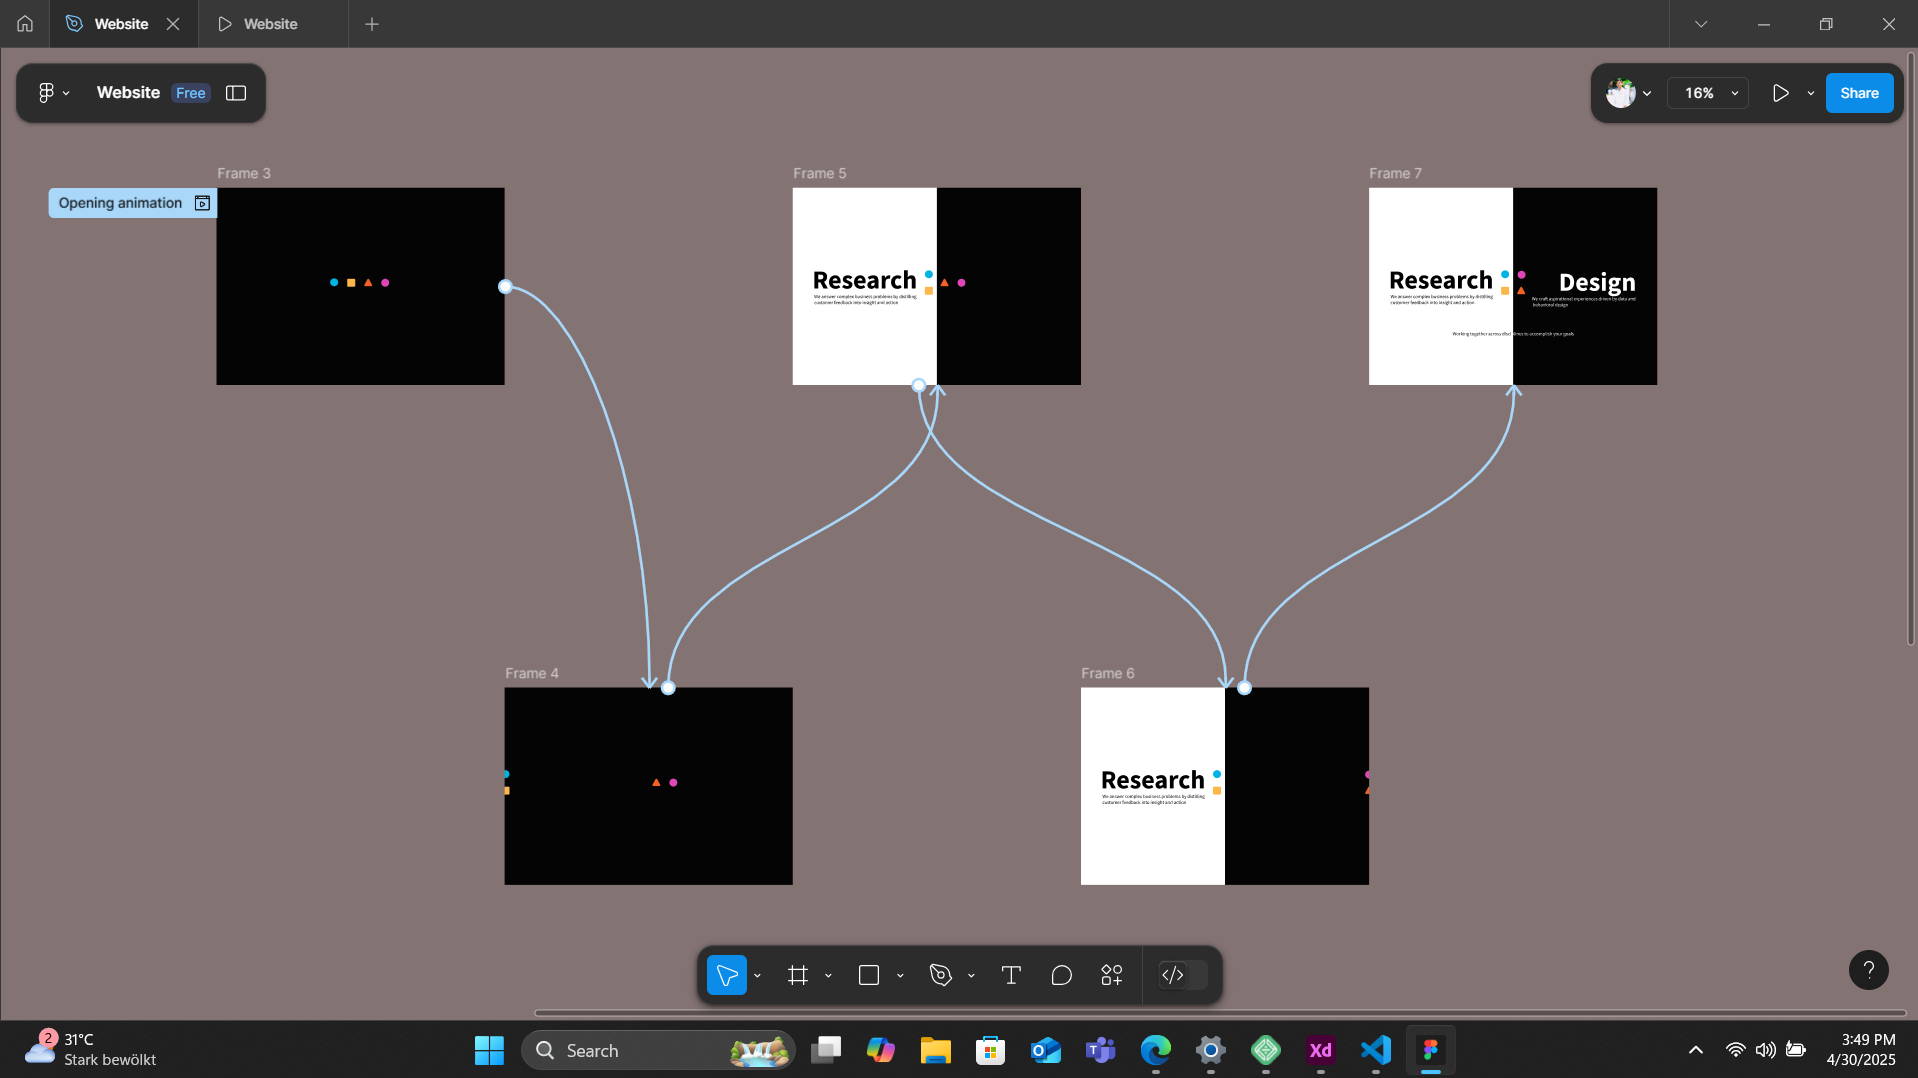 Website
Website
Website
Free
16%
Share
Frame 3
Opening animation
Frame 5
Research
We answer complex business problems by distilling
customer feedback into insight and action
Frame 7
Research
We answer complex business problems by distilling
customer feedback into insight and action
Design
We craft aspirational experiences driven by data and
behavioral design
Working together across disciplines to accomplish your goals
Frame 4
Frame 6
Research
We answer complex business problems by distilling
customer feedback into insight and action
?
2
31°C
Stark bewölkt
Search
Xd
3:49 PM
4/30/2025